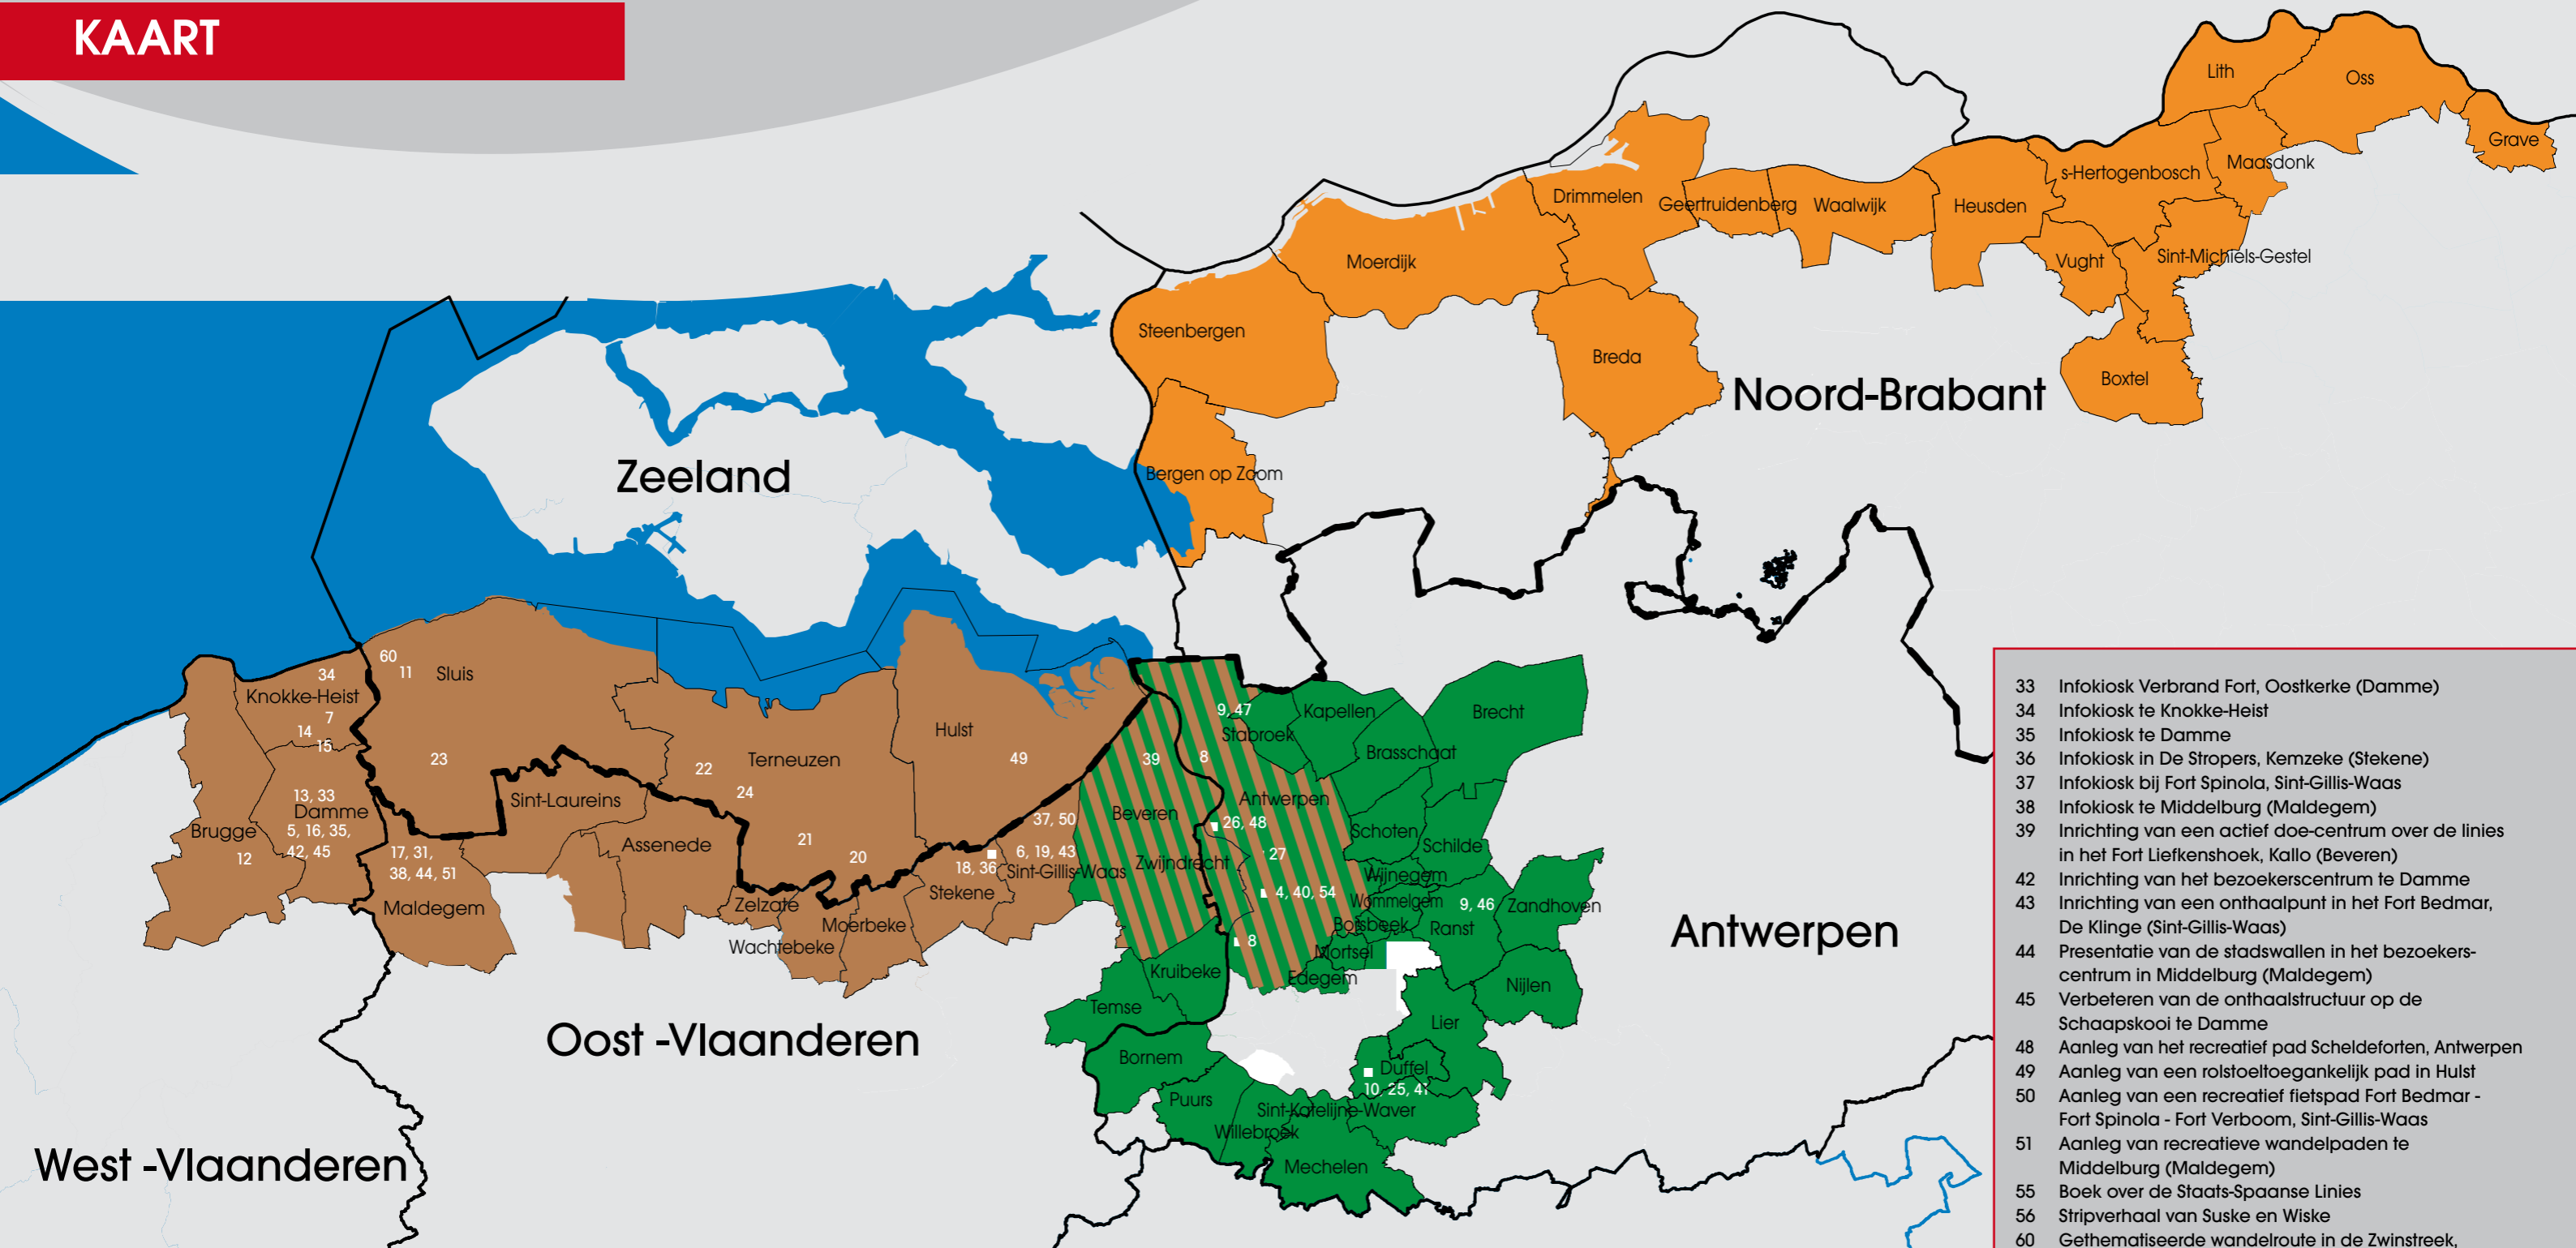 KAART
Lith
Oss
Grave
Maasdonk
s-Hertogenbosch
Drimmelen
Geertruidenberg
Waalwijk
Heusden
Vught
Sint-Michiels-Gestel
Moerdijk
Steenbergen
Breda
Boxtel
Noord-Brabant
Bergen op Zoom
Zeeland
60
11
Sluis
34
Knokke-Heist
7
14
15
23
13, 33
Damme
5, 16, 35,
42, 45
Brugge
12
17, 31,
38, 44, 51
Maldegem
Sint-Laureins
Assenede
22
Terneuzen
24
21
20
Hulst
49
37, 50
6, 19, 43
18, 36
Sint-Gillis-Waas
Stekene
Zelzate
Moerbeke
Wachtebeke
9, 47
Stabroek
Kapellen
Brecht
Brasschaat
39
8
Beveren
Antwerpen
26, 48
Schoten
Schilde
27
Zwijndrecht
Wijnegem
4, 40, 54
Wommelgem
9, 46
Zandhoven
Borsbeek
Ranst
8
Mortsel
Edegem
Kruibeke
Nijlen
Temse
Lier
Bornem
Duffel
10, 25, 41
Puurs
Sint-Katelijne-Waver
Willebroek
Mechelen
Antwerpen
Oost -Vlaanderen
West -Vlaanderen
33 Infokiosk Verbrand Fort, Oostkerke (Damme)
34 Infokiosk te Knokke-Heist
35 Infokiosk te Damme
36 Infokiosk in De Stropers, Kemzeke (Stekene)
37 Infokiosk bij Fort Spinola, Sint-Gillis-Waas
38 Infokiosk te Middelburg (Maldegem)
39 Inrichting van een actief doe-centrum over de linies
in het Fort Liefkenshoek, Kallo (Beveren)
42 Inrichting van het bezoekerscentrum te Damme
43 Inrichting van een onthaalpunt in het Fort Bedmar,
De Klinge (Sint-Gillis-Waas)
44 Presentatie van de stadswallen in het bezoekers-
centrum in Middelburg (Maldegem)
45 Verbeteren van de onthaalstructuur op de
Schaapskooi te Damme
48 Aanleg van het recreatief pad Scheldeforten, Antwerpen
49 Aanleg van een rolstoeltoegankelijk pad in Hulst
50 Aanleg van een recreatief fietspad Fort Bedmar -
Fort Spinola - Fort Verboom, Sint-Gillis-Waas
51 Aanleg van recreatieve wandelpaden te
Middelburg (Maldegem)
55 Boek over de Staats-Spaanse Linies
56 Stripverhaal van Suske en Wiske
60 Gethematiseerde wandelroute in de Zwinstreek,